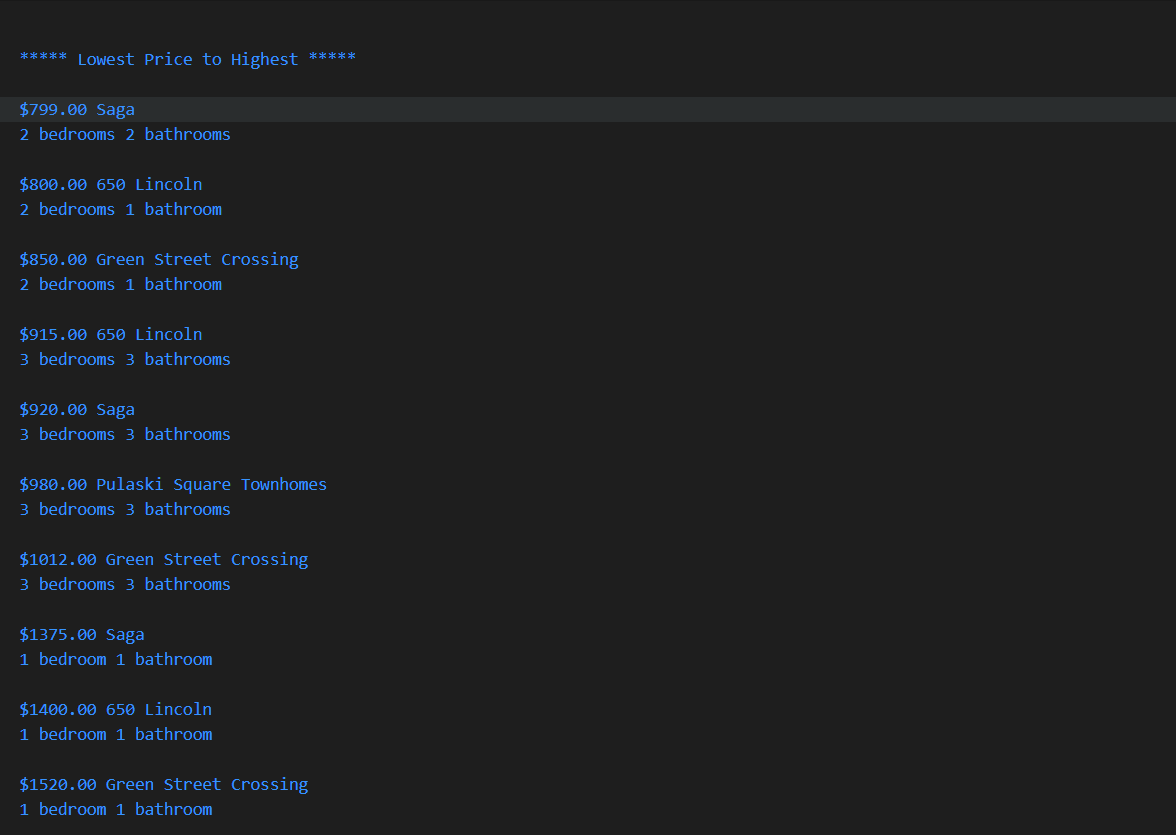 ***** Lowest Price to Highest *****
$799.00 Saga
2 bedrooms 2 bathrooms
$800.00 650 Lincoln
2 bedrooms 1 bathroom
$850.00 Green Street Crossing
2 bedrooms 1 bathroom
$915.00 650 Lincoln
3 bedrooms 3 bathrooms
$920.00 Saga
3 bedrooms 3 bathrooms
$980.00 Pulaski Square Townhomes
3 bedrooms 3 bathrooms
$1012.00 Green Street Crossing
3 bedrooms 3 bathrooms
$1375.00 Saga
1 bedroom 1 bathroom
$1400.00 650 Lincoln
1 bedroom 1 bathroom
$1520.00 Green Street Crossing
1 bedroom 1 bathroom